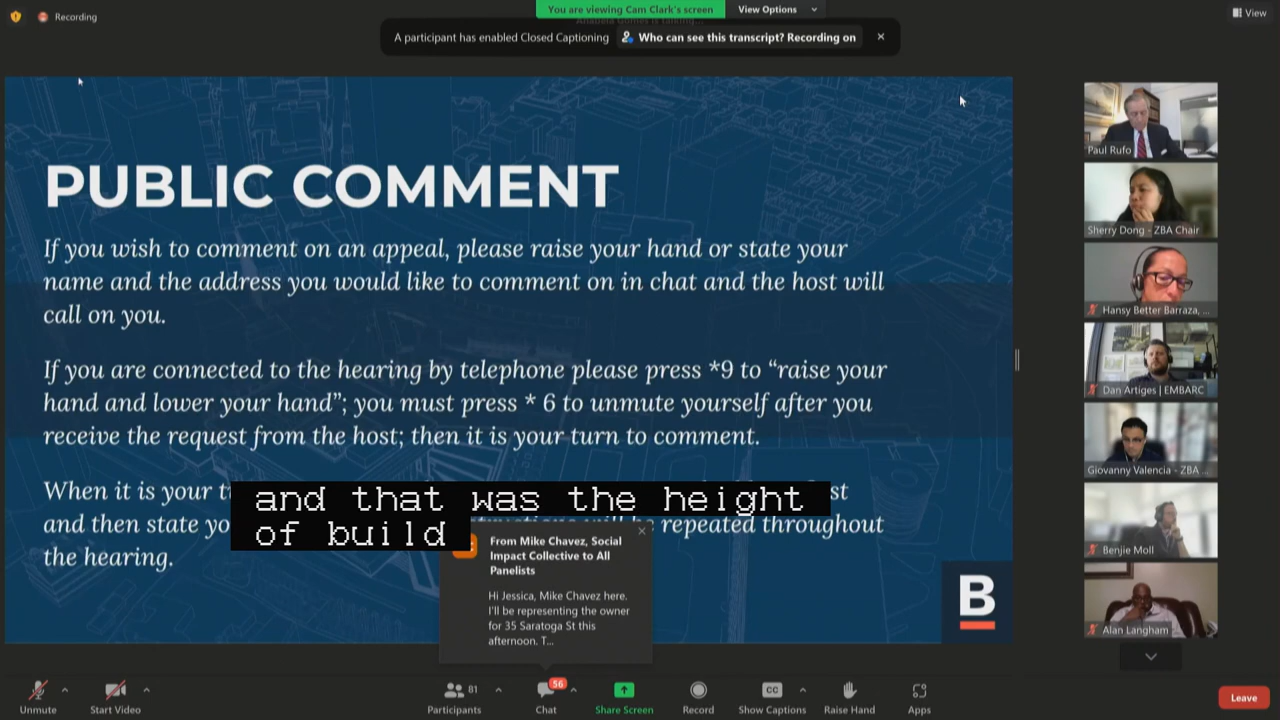 You are viewing Cam Clark's screen
View Options
Recording
View
A participant has enabled Closed Captioning
Who can see this transcript? Recording on
PUBLIC COMMENT
If you wish to comment on an appeal, please raise your hand or state your
name and the address you would like to comment on in chat and the host will
call on you.
If you are connected to the hearing by telephone please press *9 to “raise your
hand and lower your hand”; you must press * 6 to unmute yourself after you
receive the request from the host; then it is your turn to comment.
When it is your
and then state repeated throughout
the hearing.
and that was the height
of build
From Mike Chavez, Social
Impact Collective to All
Panelists
Hi Jessica, Mike Chavez here.
I'll be representing the owner
for 35 Saratoga St this
afternoon. T...
B
Paul Rufo
Sherry Dong - ZBA Chair
Hansy Better Barraza, ...
Dan Artiges | EMBARC
Giovanny Valencia - ZBA ...
Benjie Moll
Alan Langham
Unmute
Start Video
81
Participants
56
Chat
Share Screen
Record
CC
Show Captions
Raise Hand
Apps
Leave